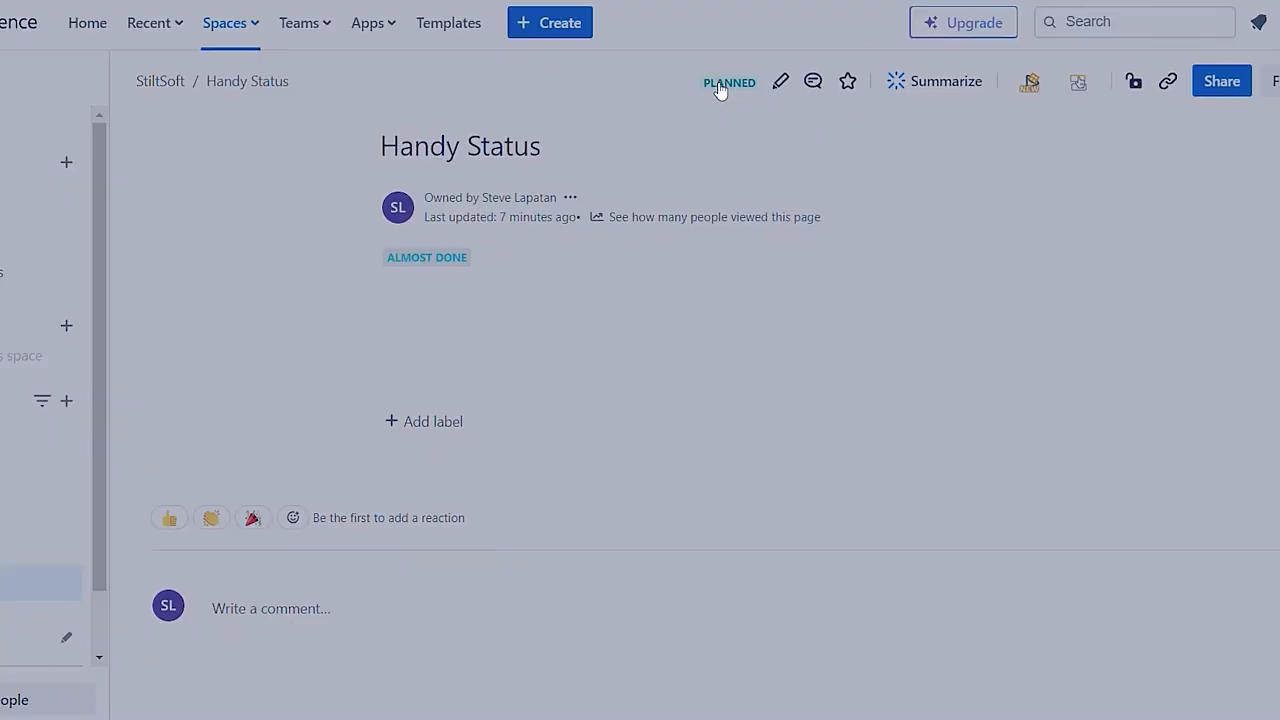 ence Home Recent Spaces Teams Apps Templates + Create Upgrade Search
StiltSoft / Handy Status PLANNED Summarize NEW Share
Handy Status
SL Owned by Steve Lapatan •••
Last updated: 7 minutes ago• See how many people viewed this page
ALMOST DONE
s
s space
+ Add label
Be the first to add a reaction
SL Write a comment...
ople